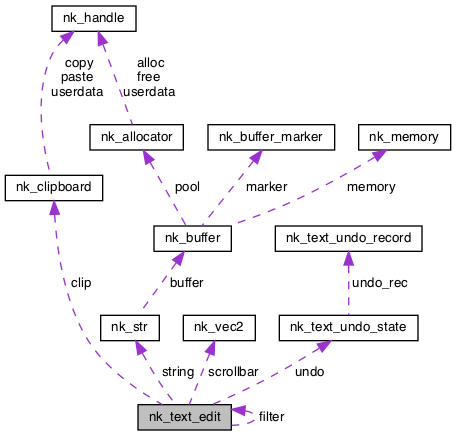 nk_handle
copy
paste
userdata
alloc
free
userdata
nk_allocator
nk_buffer_marker
nk_memory
nk_clipboard
pool
marker
memory
nk_buffer
nk_text_undo_record
clip
buffer
undo_rec
nk_str
nk_vec2
nk_text_undo_state
string
scrollbar
undo
nk_text_edit
filter